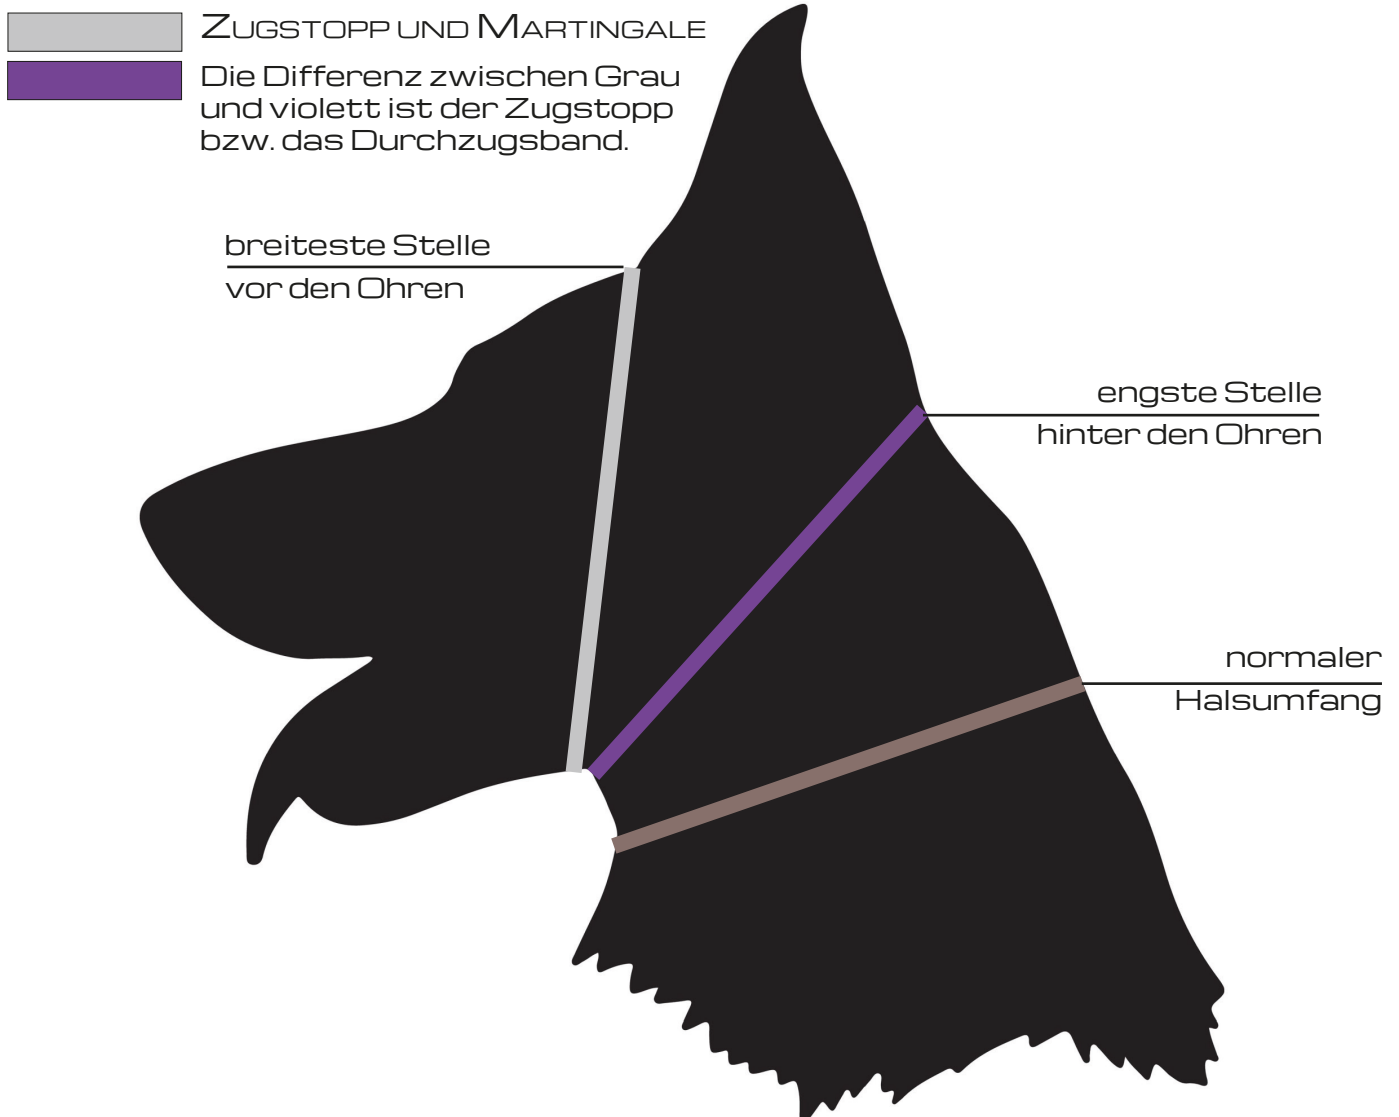 ZUGSTOPP UND MARTINGALE
Die Differenz zwischen Grau
und violett ist der Zugstopp
bzw. das Durchzugsband.
breiteste Stelle
vor den Ohren
engste Stelle
hinter den Ohren
normaler
Halsumfang